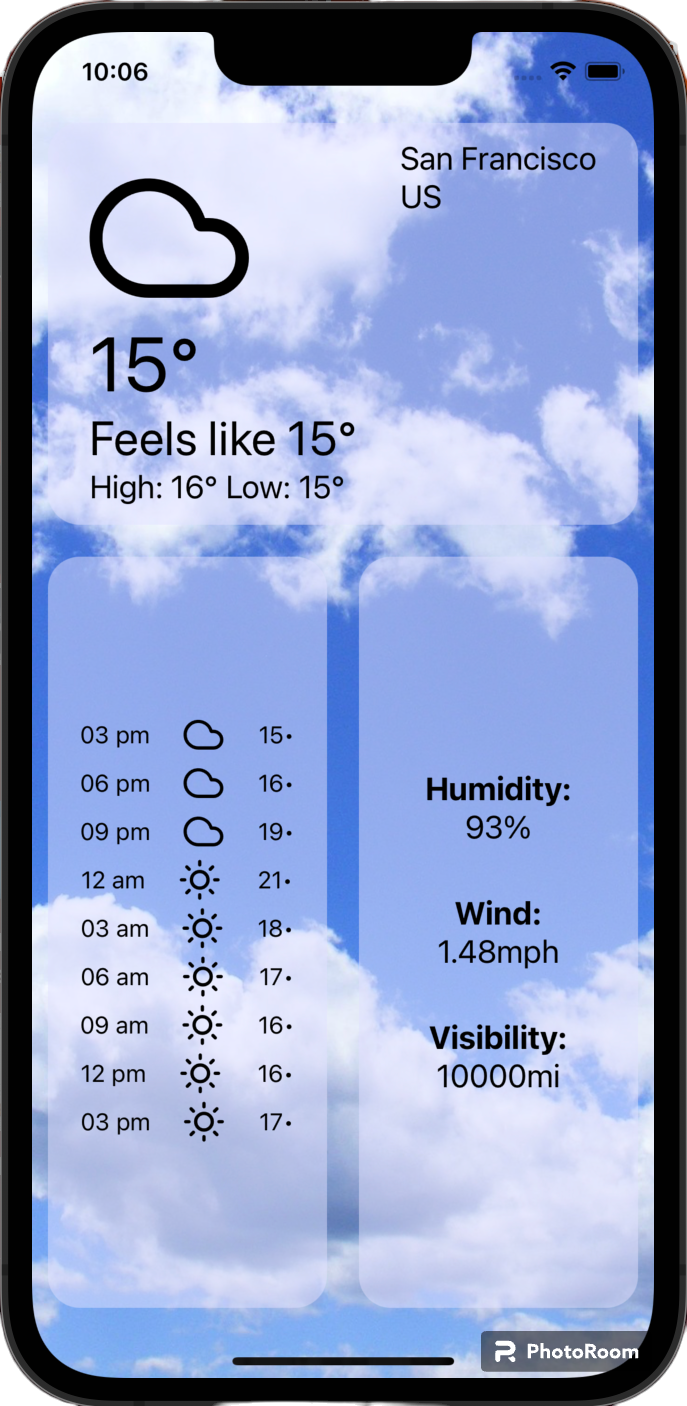 10:06
San Francisco
US
15°
Feels like 15°
High: 16° Low: 15°
03 pm 15•
06 pm 16•
09 pm 19•
12 am 21•
03 am 18•
06 am 17•
09 am 16•
12 pm 16•
03 pm 17•
Humidity:
93%
Wind:
1.48mph
Visibility:
10000mi
PhotoRoom